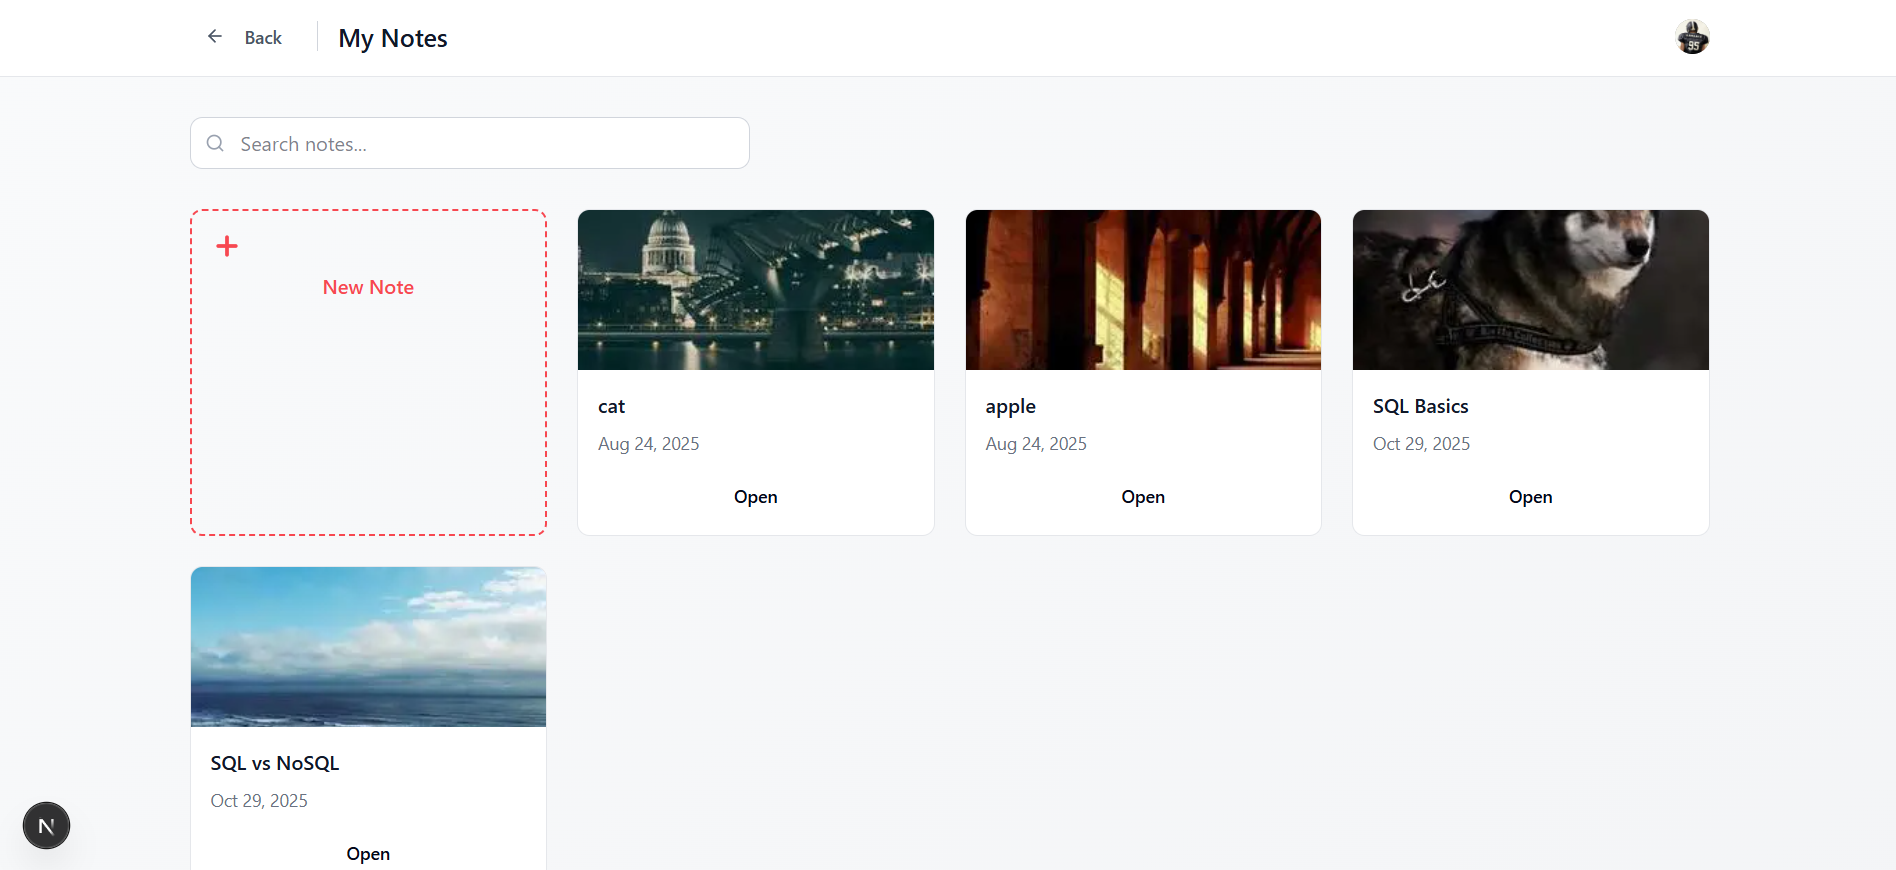 Back
My Notes
95
Search notes...
New Note
cat
Aug 24, 2025
Open
apple
Aug 24, 2025
Open
SQL Basics
Oct 29, 2025
Open
SQL vs NoSQL
Oct 29, 2025
Open
N